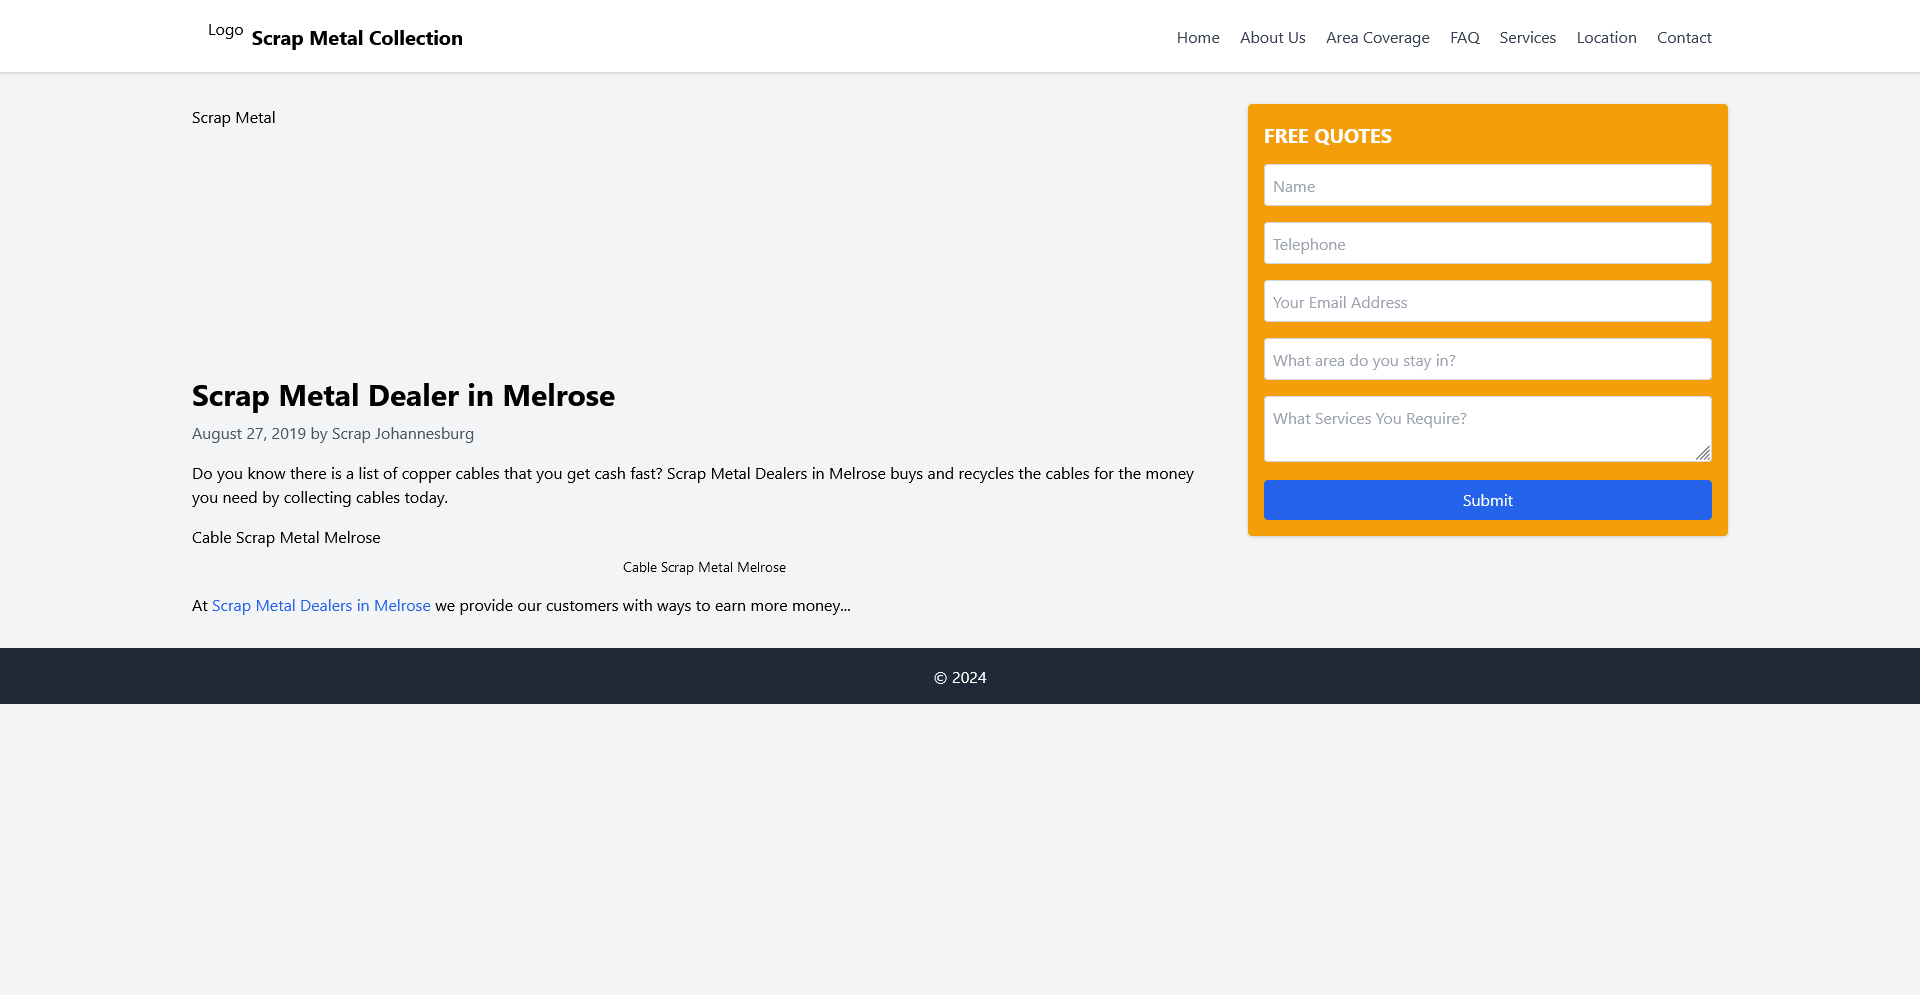 Logo
Scrap Metal Collection
Home About Us Area Coverage FAQ Services Location Contact
Scrap Metal
Scrap Metal Dealer in Melrose
August 27, 2019 by Scrap Johannesburg
Do you know there is a list of copper cables that you get cash fast? Scrap Metal Dealers in Melrose buys and recycles the cables for the money
you need by collecting cables today.
Cable Scrap Metal Melrose
Cable Scrap Metal Melrose
At Scrap Metal Dealers in Melrose we provide our customers with ways to earn more money...
FREE QUOTES
Name
Telephone
Your Email Address
What area do you stay in?
What Services You Require?
Submit
© 2024